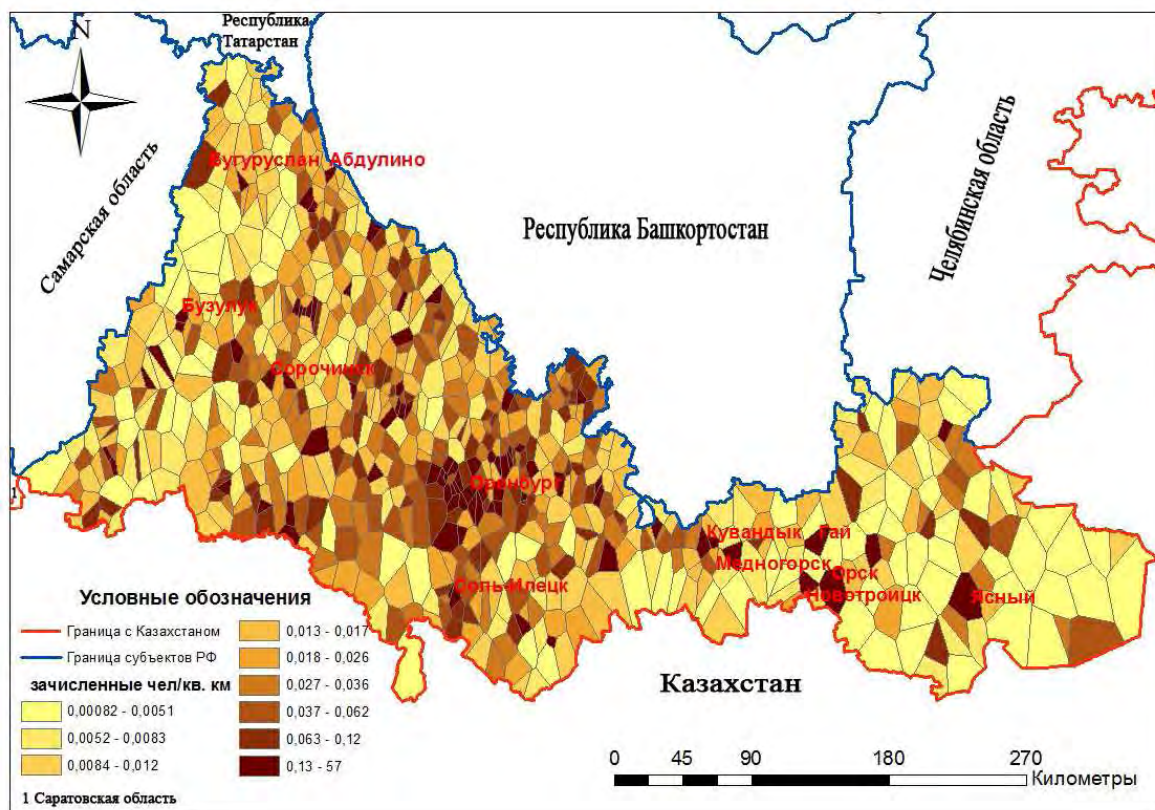 Республика
Татарстан
N
Самарская область
Бугуруслан Абдулино
Республика Башкортостан
Челябинская область
Бузулук
Сорочинск
Оренбург
1
Кувандык Гай
Медногорск
Орск
Новотроицк
Соль-Илецк
Ясный
Казахстан
Условные обозначения
Граница с Казахстаном
Граница субъектов РФ
зачисленные чел/кв. км
0,00082 - 0,0051
0,0052 - 0,0083
0,0084 - 0,012
0,013 - 0,017
0,018 - 0,026
0,027 - 0,036
0,037 - 0,062
0,063 - 0,12
0,13 - 57
0 45 90 180 270
Километры
1 Саратовская область